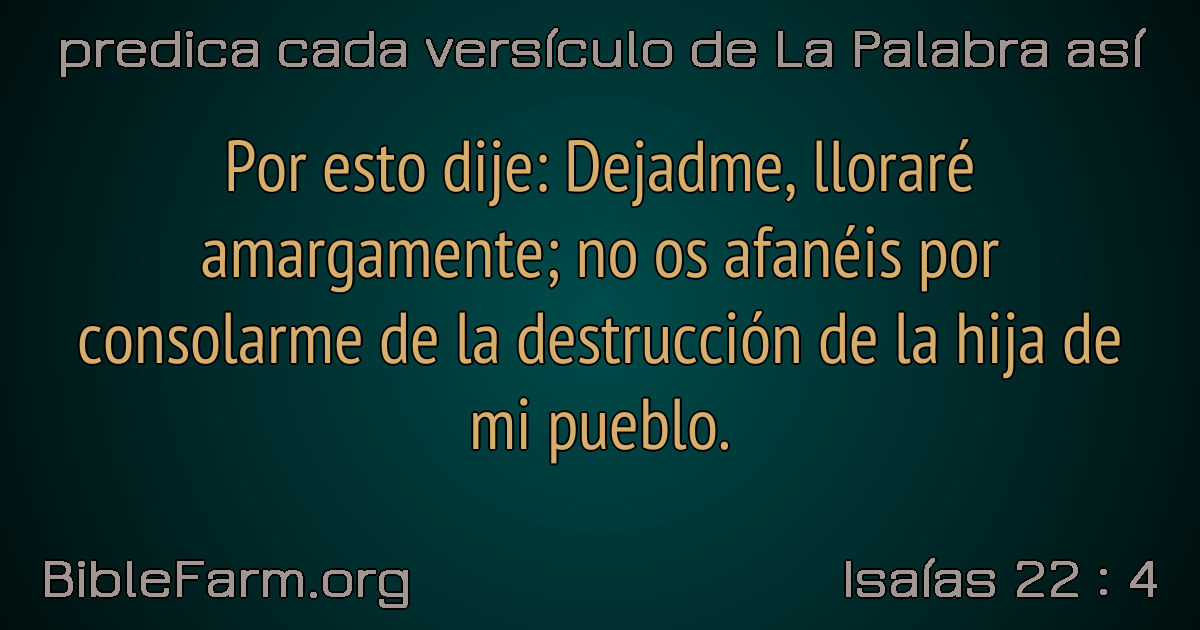 predica cada versículo de La Palabra así
Por esto dije: Dejadme, lloraré
amargamente; no os afanéis por
consolarme de la destrucción de la hija de
mi pueblo.
BibleFarm.org
Isaías 22 : 4